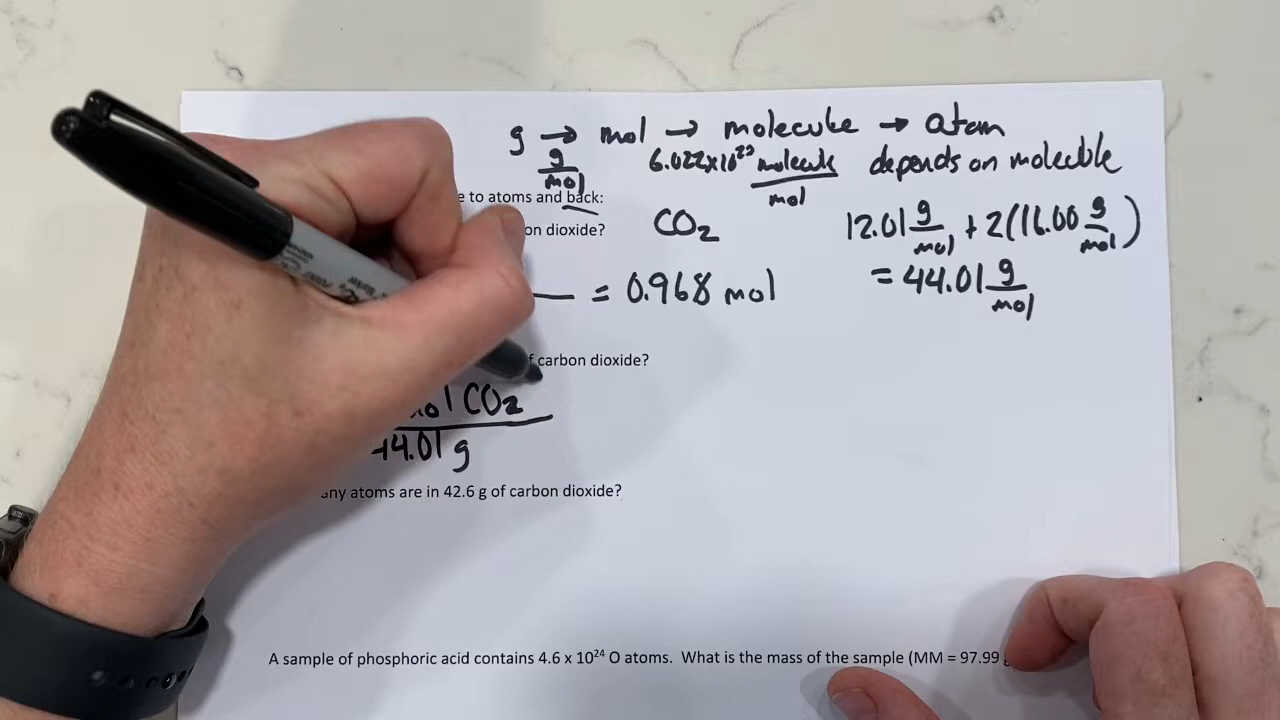 g → mol → molecule → atom
g/mol 6.022x10²³ molecule/mol depends on molecule
e to atoms and back:
on dioxide? CO₂ 12.01 g/mol + 2(16.00 g/mol)
= 0.968 mol = 44.01 g/mol
f carbon dioxide?
mol CO₂
44.01 g
any atoms are in 42.6 g of carbon dioxide?
A sample of phosphoric acid contains 4.6 x 10²⁴ O atoms. What is the mass of the sample (MM = 97.99